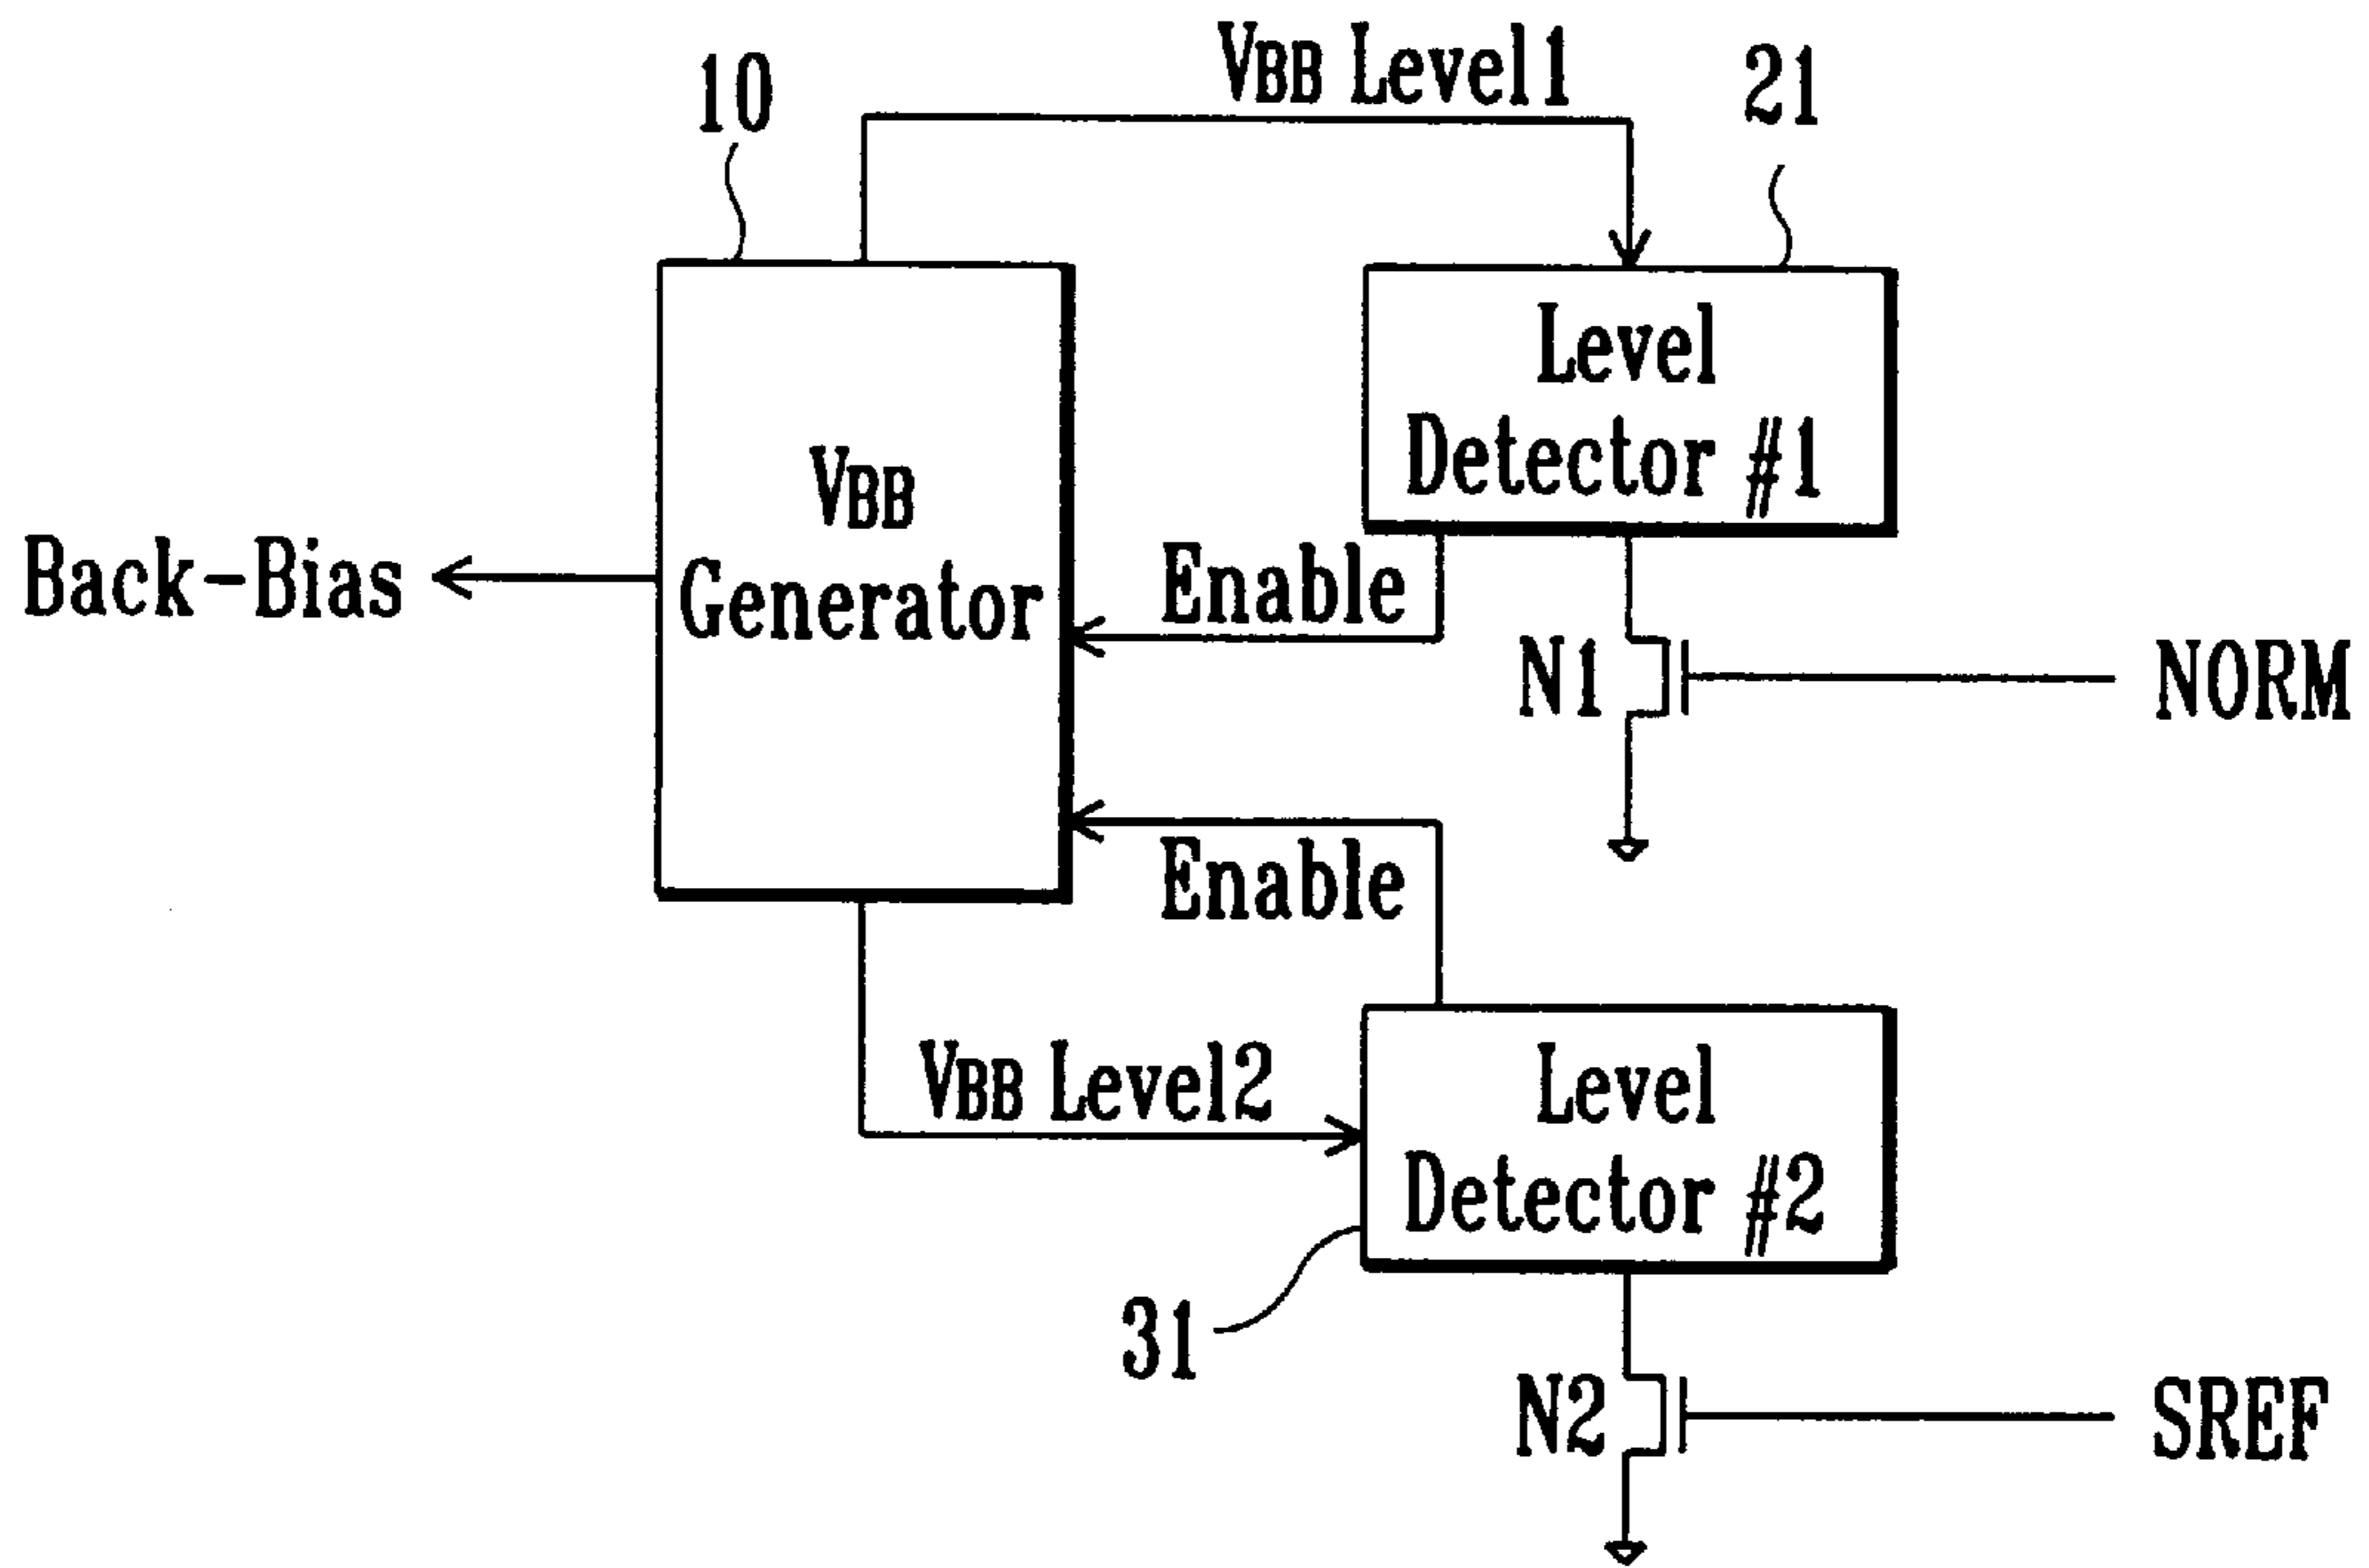 VBB Level1
10
21
Level
Detector #1
VBB
Generator
Back-Bias
Enable
N1
NORM
Enable
VBB Level2
Level
Detector #2
31
N2
SREF